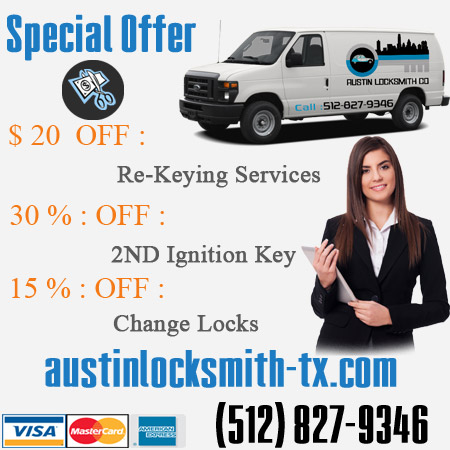 Special Offer
AUSTIN LOCKSMITH CO.
Call : 512-827-9346
$ 20 OFF :
Re-Keying Services
30 % : OFF :
2ND Ignition Key
15 % : OFF :
Change Locks
austinlocksmith-tx.com
VISA MasterCard AMERICAN EXPRESS
(512) 827-9346